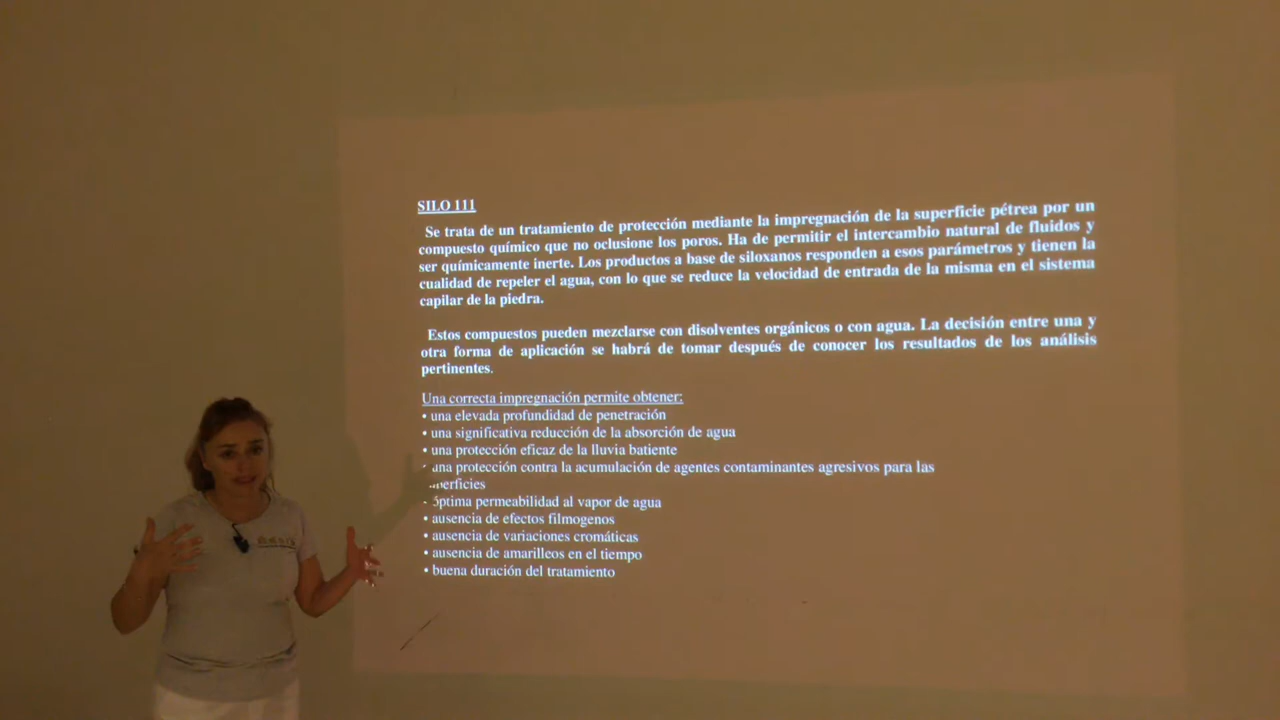 SILO 111
Se trata de un tratamiento de protección mediante la impregnación de la superficie pétrea por un
compuesto químico que no oclusione los poros. Ha de permitir el intercambio natural de fluidos y
ser químicamente inerte. Los productos a base de siloxanos responden a esos parámetros y tienen la
cualidad de repeler el agua, con lo que se reduce la velocidad de entrada de la misma en el sistema
capilar de la piedra.
Estos compuestos pueden mezclarse con disolventes orgánicos o con agua. La decisión entre una y
otra forma de aplicación se habrá de tomar después de conocer los resultados de los análisis
pertinentes.
Una correcta impregnación permite obtener:
• una elevada profundidad de penetración
• una significativa reducción de la absorción de agua
• una protección eficaz de la lluvia batiente
• una protección contra la acumulación de agentes contaminantes agresivos para las
erficies
• óptima permeabilidad al vapor de agua
• ausencia de efectos filmogenos
• ausencia de variaciones cromáticas
• ausencia de amarilleos en el tiempo
• buena duración del tratamiento